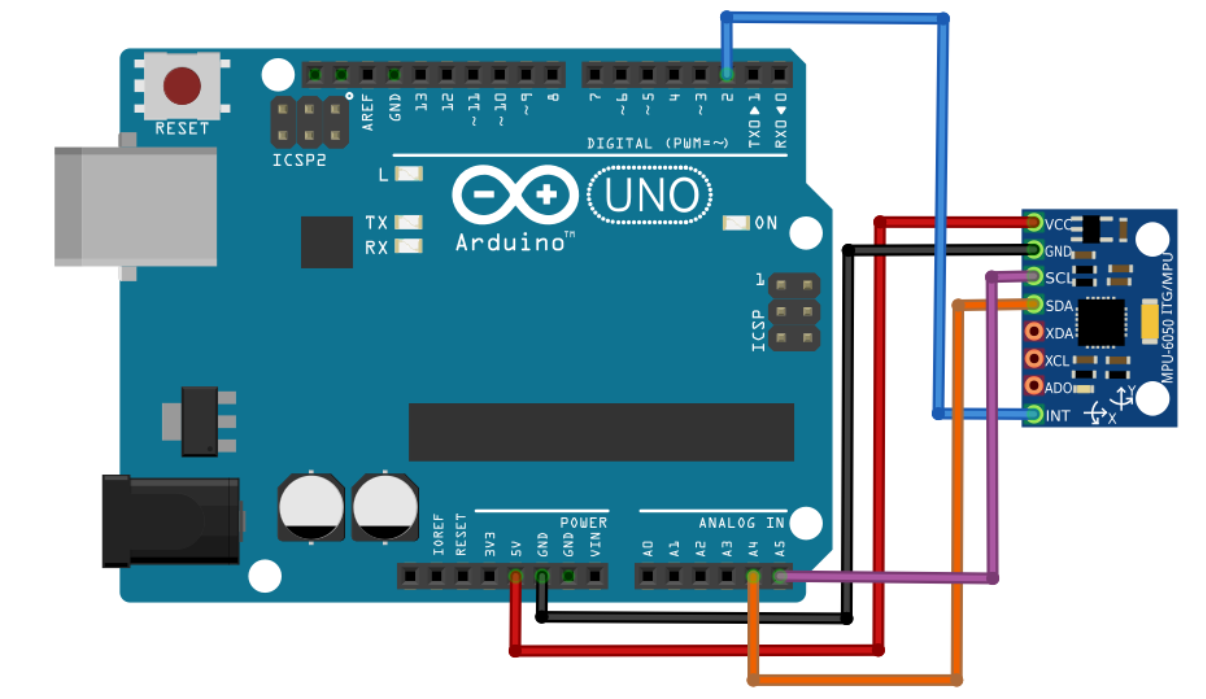 RESET
ICSP2
AREF
GND
13
12
~11
~10
~9
8
7
~6
~5
4
~3
2
TX0▶1
RX0◀0
DIGITAL (PWM=~)
L
TX
RX
UNO
Arduino™
ON
1
ICSP
IOREF
RESET
3V3
5V
GND
GND
VIN
POWER
A0
A1
A2
A3
A4
A5
ANALOG IN
VCC
GND
SCL
SDA
XDA
XCL
ADO
INT
MPU-6050 ITG/MPU
Y
X